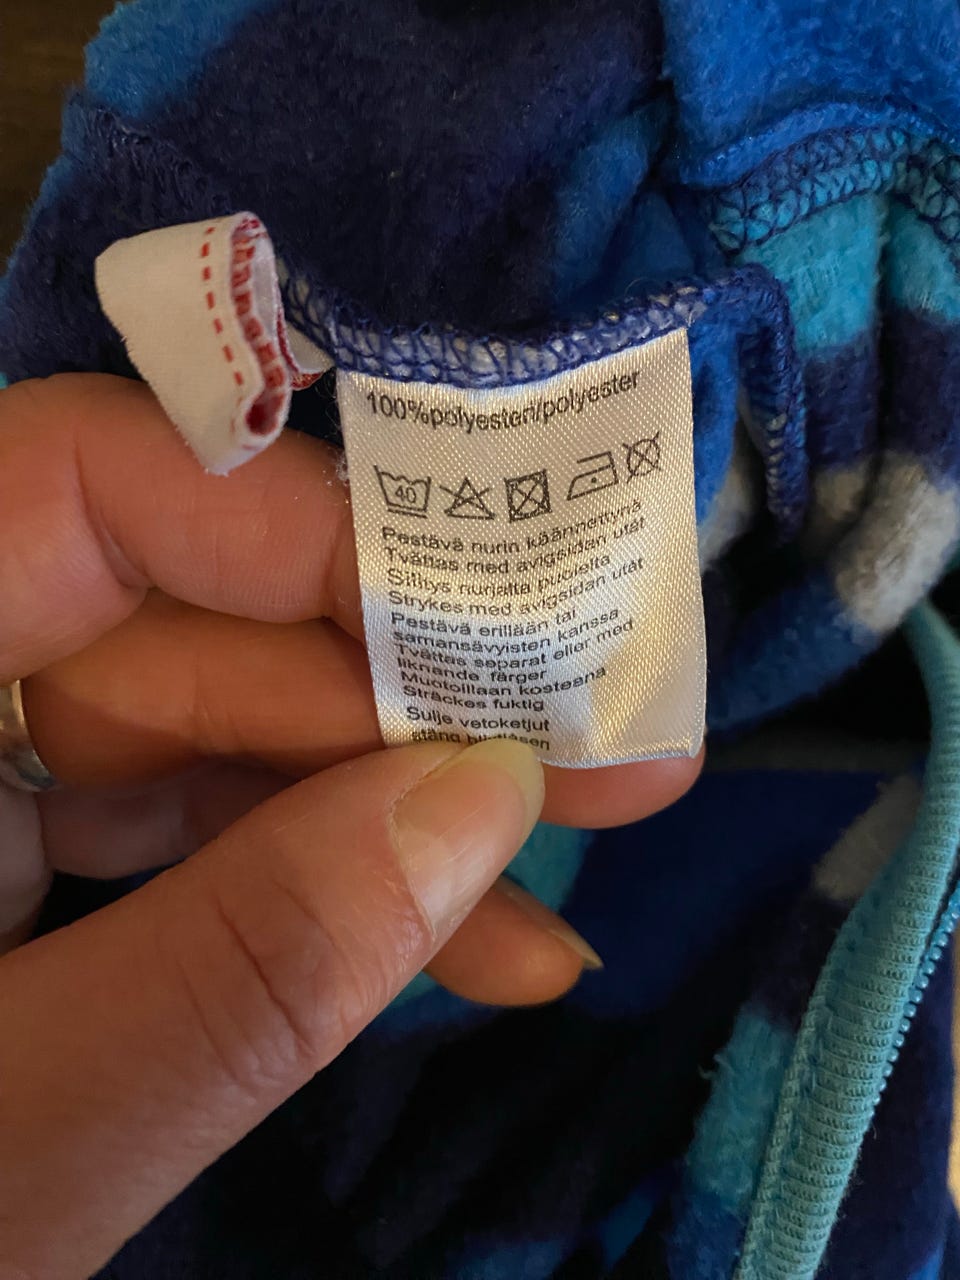 100%polyesteri/polyester
40
Pestävä nurin käännettynä
Tvättas med avigsidan utåt
Silitys nurjalta puolelta
Strykes med avigsidan utåt
Pestävä erillään tai
samansävyisten kanssa
Tvättas separat eller med
liknande färger
Muotoillaan kosteana
Sträckes fuktig
Sulje vetoketjut
stäng